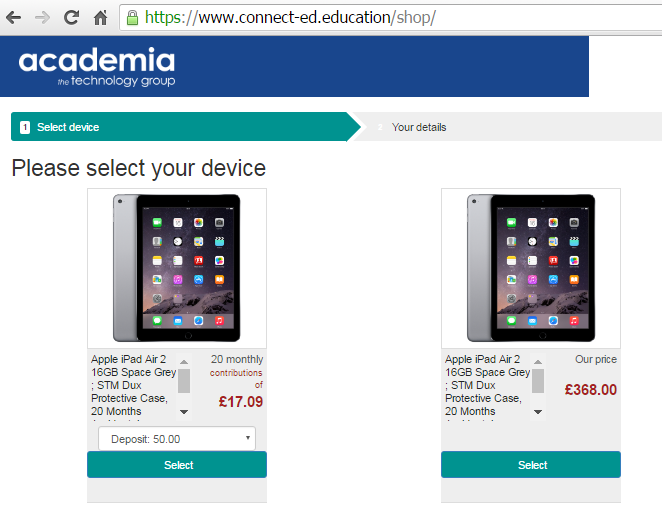 https://www.connect-ed.education/shop/
academia
the technology group
1 Select device
2 Your details
Please select your device
Apple iPad Air 2
16GB Space Grey
; STM Dux
Protective Case,
20 Months
20 monthly
contributions
of
£17.09
Deposit: 50.00
Select
Apple iPad Air 2
16GB Space Grey
; STM Dux
Protective Case,
20 Months
Our price
£368.00
Select